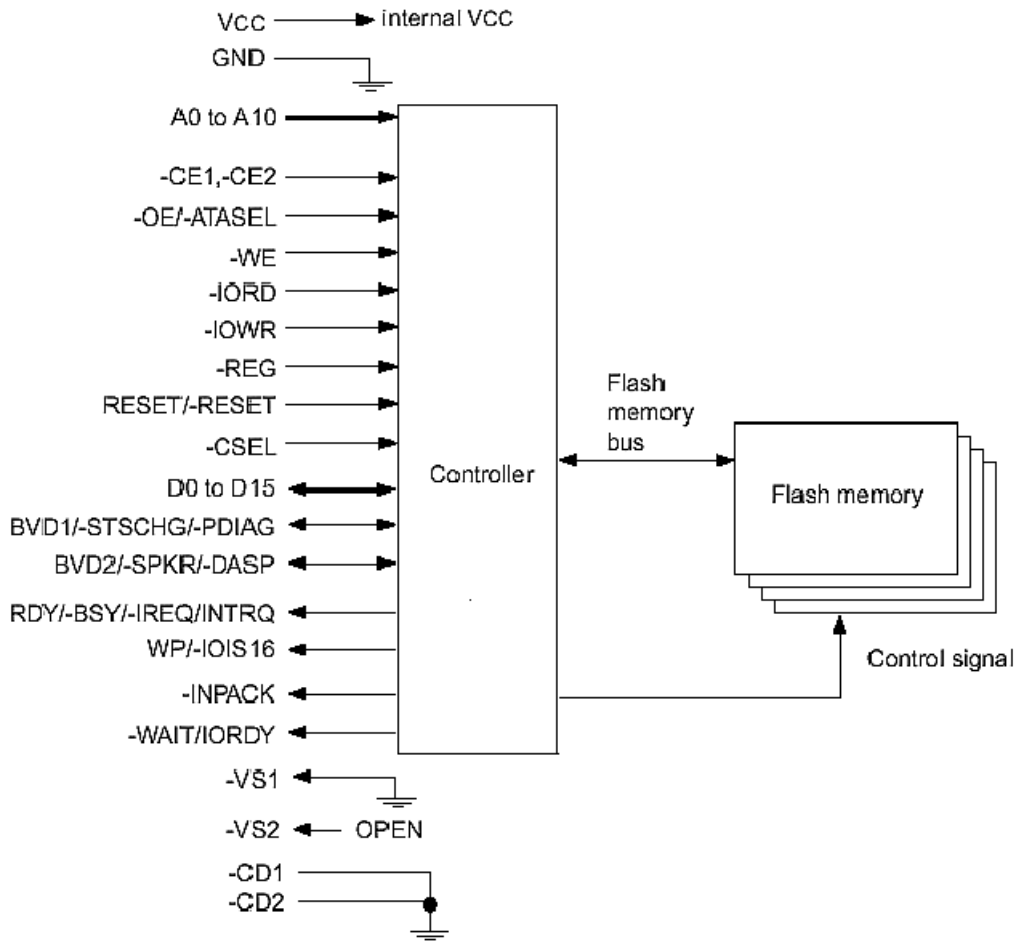 VCC
internal VCC
GND
A0 to A10
-CE1,-CE2
-OE/-ATASEL
-WE
-IORD
-IOWR
-REG
RESET/-RESET
-CSEL
D0 to D15
BVD1/-STSCHG/-PDIAG
BVD2/-SPKR/-DASP
RDY/-BSY/-IREQ/INTRQ
WP/-IOIS16
-INPACK
-WAIT/IORDY
-VS1
-VS2
OPEN
-CD1
-CD2
Controller
Flash
memory
bus
Flash memory
Control signal